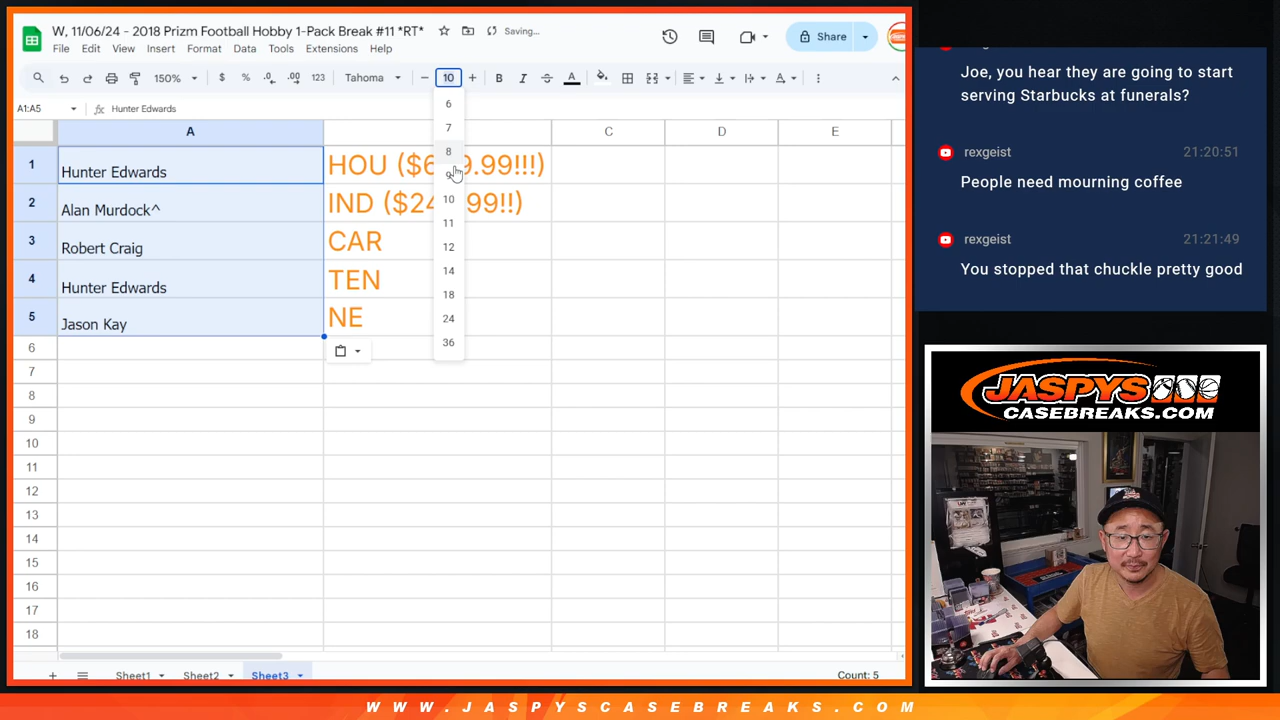 W, 11/06/24 - 2018 Prizm Football Hobby 1-Pack Break #11 *RT*
Saving...
File Edit View Insert Format Data Tools Extensions Help
Share
150% $ % .0 .00 123 Tahoma 10 B I A
A1:A5 Hunter Edwards
A C D E
1 Hunter Edwards HOU
2 Alan Murdock^ IND
3 Robert Craig CAR
4 Hunter Edwards TEN
5 Jason Kay NE
6
7
8
9
10
11
12
13
14
15
16
17
18
6
7
8
9
10
11
12
14
18
24
36
Sheet1 Sheet2 Sheet3 Count: 5
Joe, you hear they are going to start
serving Starbucks at funerals?
rexgeist 21:20:51
People need mourning coffee
rexgeist 21:21:49
You stopped that chuckle pretty good
JASPYS
CASEBREAKS.COM
WWW.JASPYSCASEBREAKS.COM